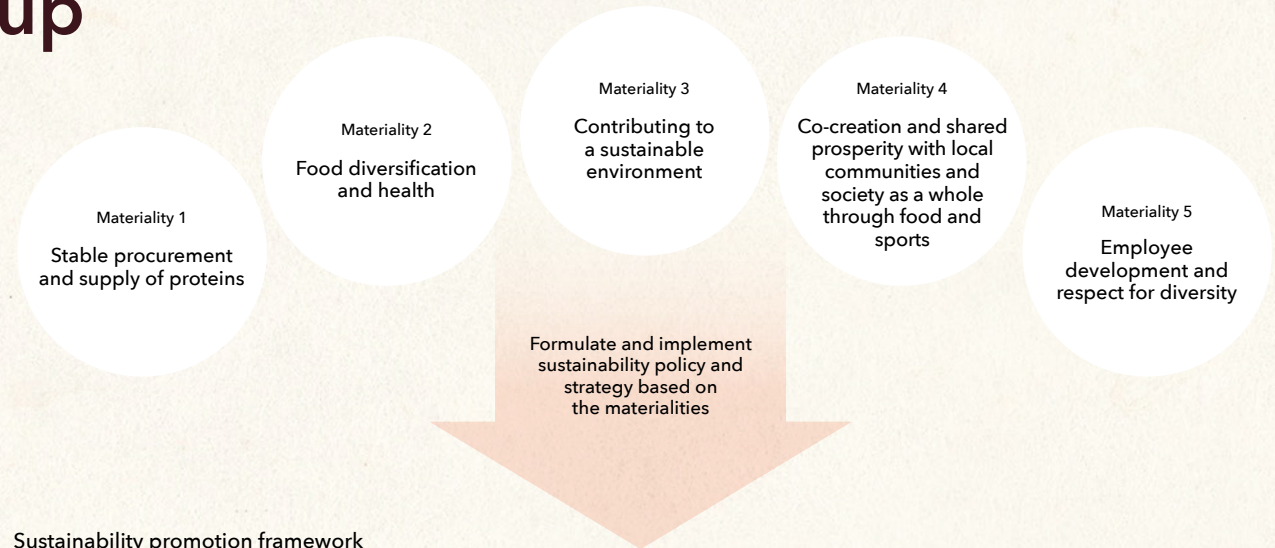 up
Materiality 1
Stable procurement
and supply of proteins
Materiality 2
Food diversification
and health
Materiality 3
Contributing to
a sustainable
environment
Materiality 4
Co-creation and shared
prosperity with local
communities and
society as a whole
through food and
sports
Materiality 5
Employee
development and
respect for diversity
Formulate and implement
sustainability policy and
strategy based on
the materialities
Sustainability promotion framework